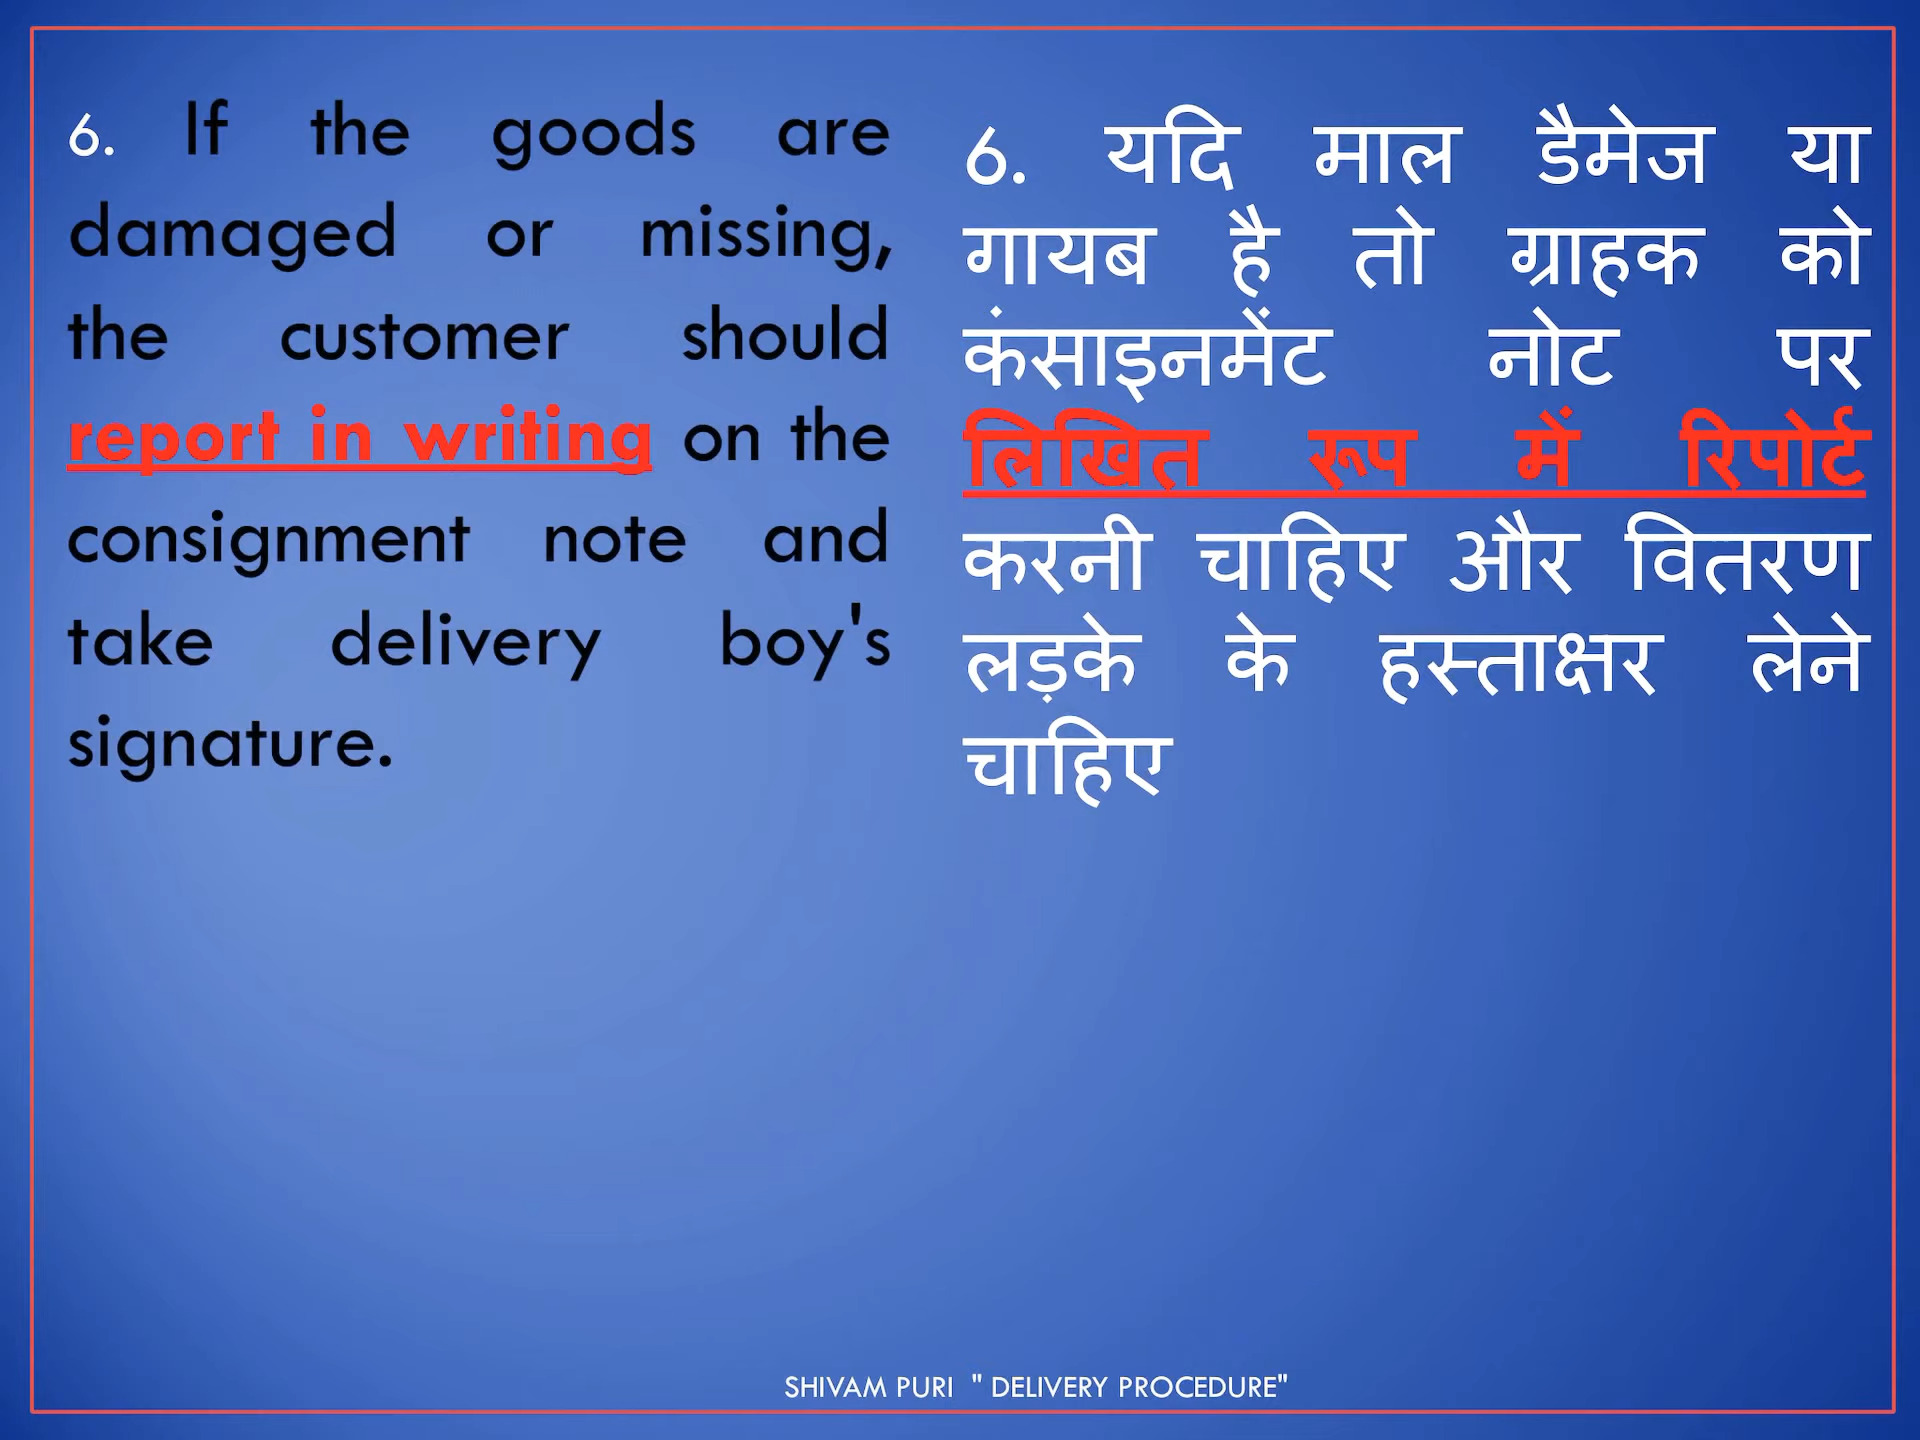 6. If the goods are
damaged or missing,
the customer should
report in writing on the
consignment note and
take delivery boy's
signature.
6. यदि माल डैमेज या
गायब है तो ग्राहक को
कंसाइनमेंट नोट पर
लिखित रूप में रिपोर्ट
करनी चाहिए और वितरण
लड़के के हस्ताक्षर लेने
चाहिए
SHIVAM PURI " DELIVERY PROCEDURE"